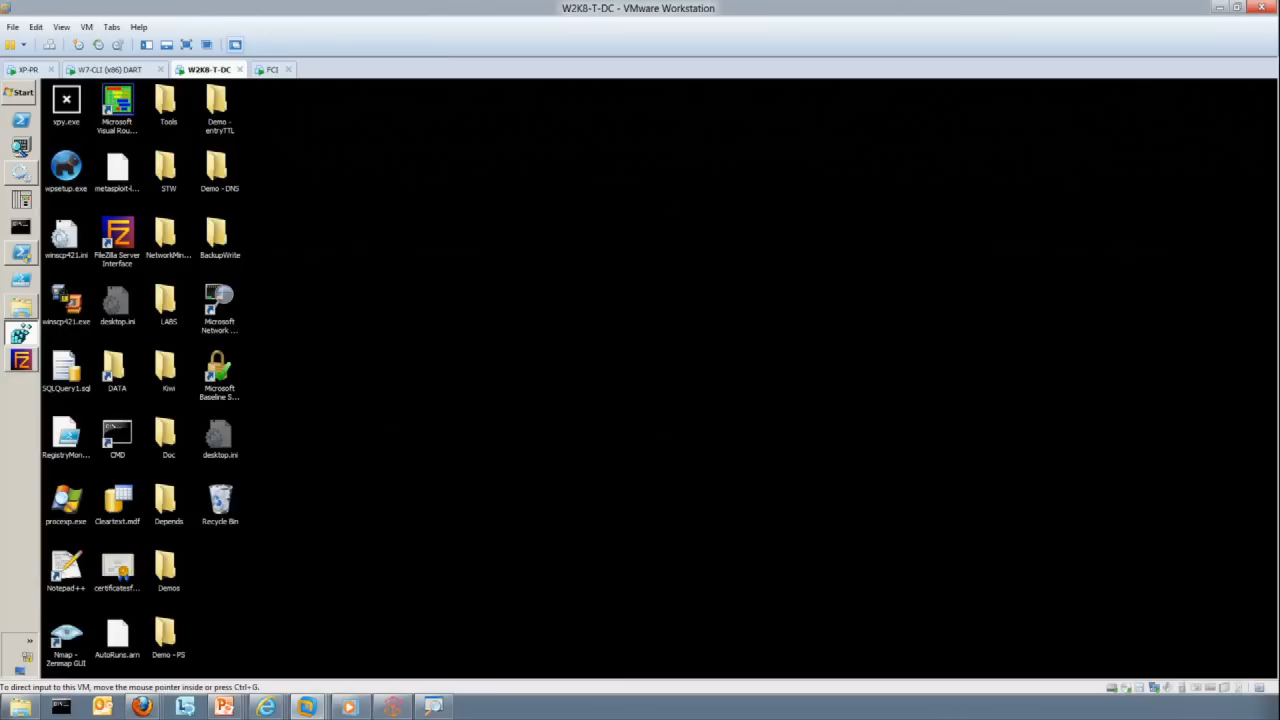 W2K8-T-DC - VMware Workstation
File Edit View VM Tabs Help
XP-PR W7-CLI (x86) DART W2K8-T-DC FCI
Start
xpy.exe
Microsoft Visual Rou...
Tools
Demo - entryTTL
wpsetup.exe
metasploit-l...
STW
Demo - DNS
winscp421.ini
FileZilla Server Interface
NetworkMin...
BackupWrite
winscp421.exe
desktop.ini
LABS
Microsoft Network ...
SQLQuery1.sql
DATA
Kiwi
Microsoft Baseline S...
RegistryMon...
CMD
Doc
desktop.ini
procexp.exe
Cleartext.mdf
Depends
Recycle Bin
Notepad++
certificatesf...
Demos
Nmap - Zenmap GUI
AutoRuns.arn
Demo - PS
To direct input to this VM, move the mouse pointer inside or press Ctrl+G.